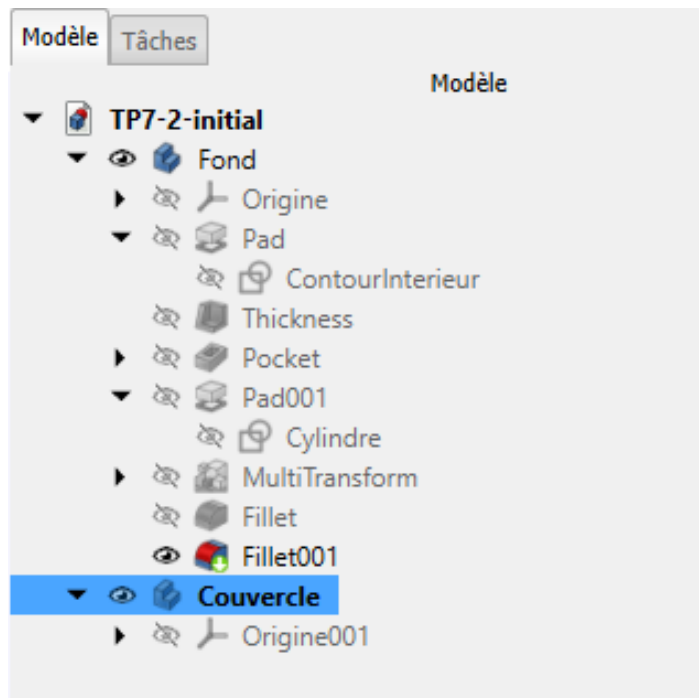 Modèle Tâches
Modèle
TP7-2-initial
Fond
Origine
Pad
ContourInterieur
Thickness
Pocket
Pad001
Cylindre
MultiTransform
Fillet
Fillet001
Couvercle
Origine001